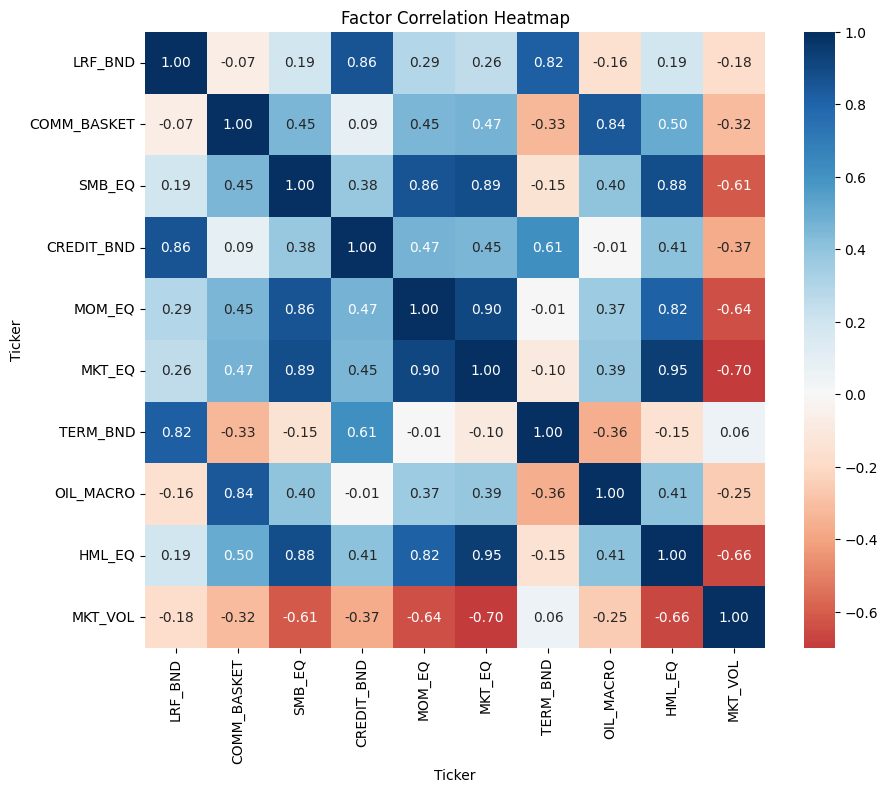 Factor Correlation Heatmap
LRF_BND 1.00 -0.07 0.19 0.86 0.29 0.26 0.82 -0.16 0.19 -0.18
COMM_BASKET -0.07 1.00 0.45 0.09 0.45 0.47 -0.33 0.84 0.50 -0.32
SMB_EQ 0.19 0.45 1.00 0.38 0.86 0.89 -0.15 0.40 0.88 -0.61
CREDIT_BND 0.86 0.09 0.38 1.00 0.47 0.45 0.61 -0.01 0.41 -0.37
MOM_EQ 0.29 0.45 0.86 0.47 1.00 0.90 -0.01 0.37 0.82 -0.64
MKT_EQ 0.26 0.47 0.89 0.45 0.90 1.00 -0.10 0.39 0.95 -0.70
TERM_BND 0.82 -0.33 -0.15 0.61 -0.01 -0.10 1.00 -0.36 -0.15 0.06
OIL_MACRO -0.16 0.84 0.40 -0.01 0.37 0.39 -0.36 1.00 0.41 -0.25
HML_EQ 0.19 0.50 0.88 0.41 0.82 0.95 -0.15 0.41 1.00 -0.66
MKT_VOL -0.18 -0.32 -0.61 -0.37 -0.64 -0.70 0.06 -0.25 -0.66 1.00
Ticker
LRF_BND COMM_BASKET SMB_EQ CREDIT_BND MOM_EQ MKT_EQ TERM_BND OIL_MACRO HML_EQ MKT_VOL
Ticker
1.0
0.8
0.6
0.4
0.2
0.0
−0.2
−0.4
−0.6